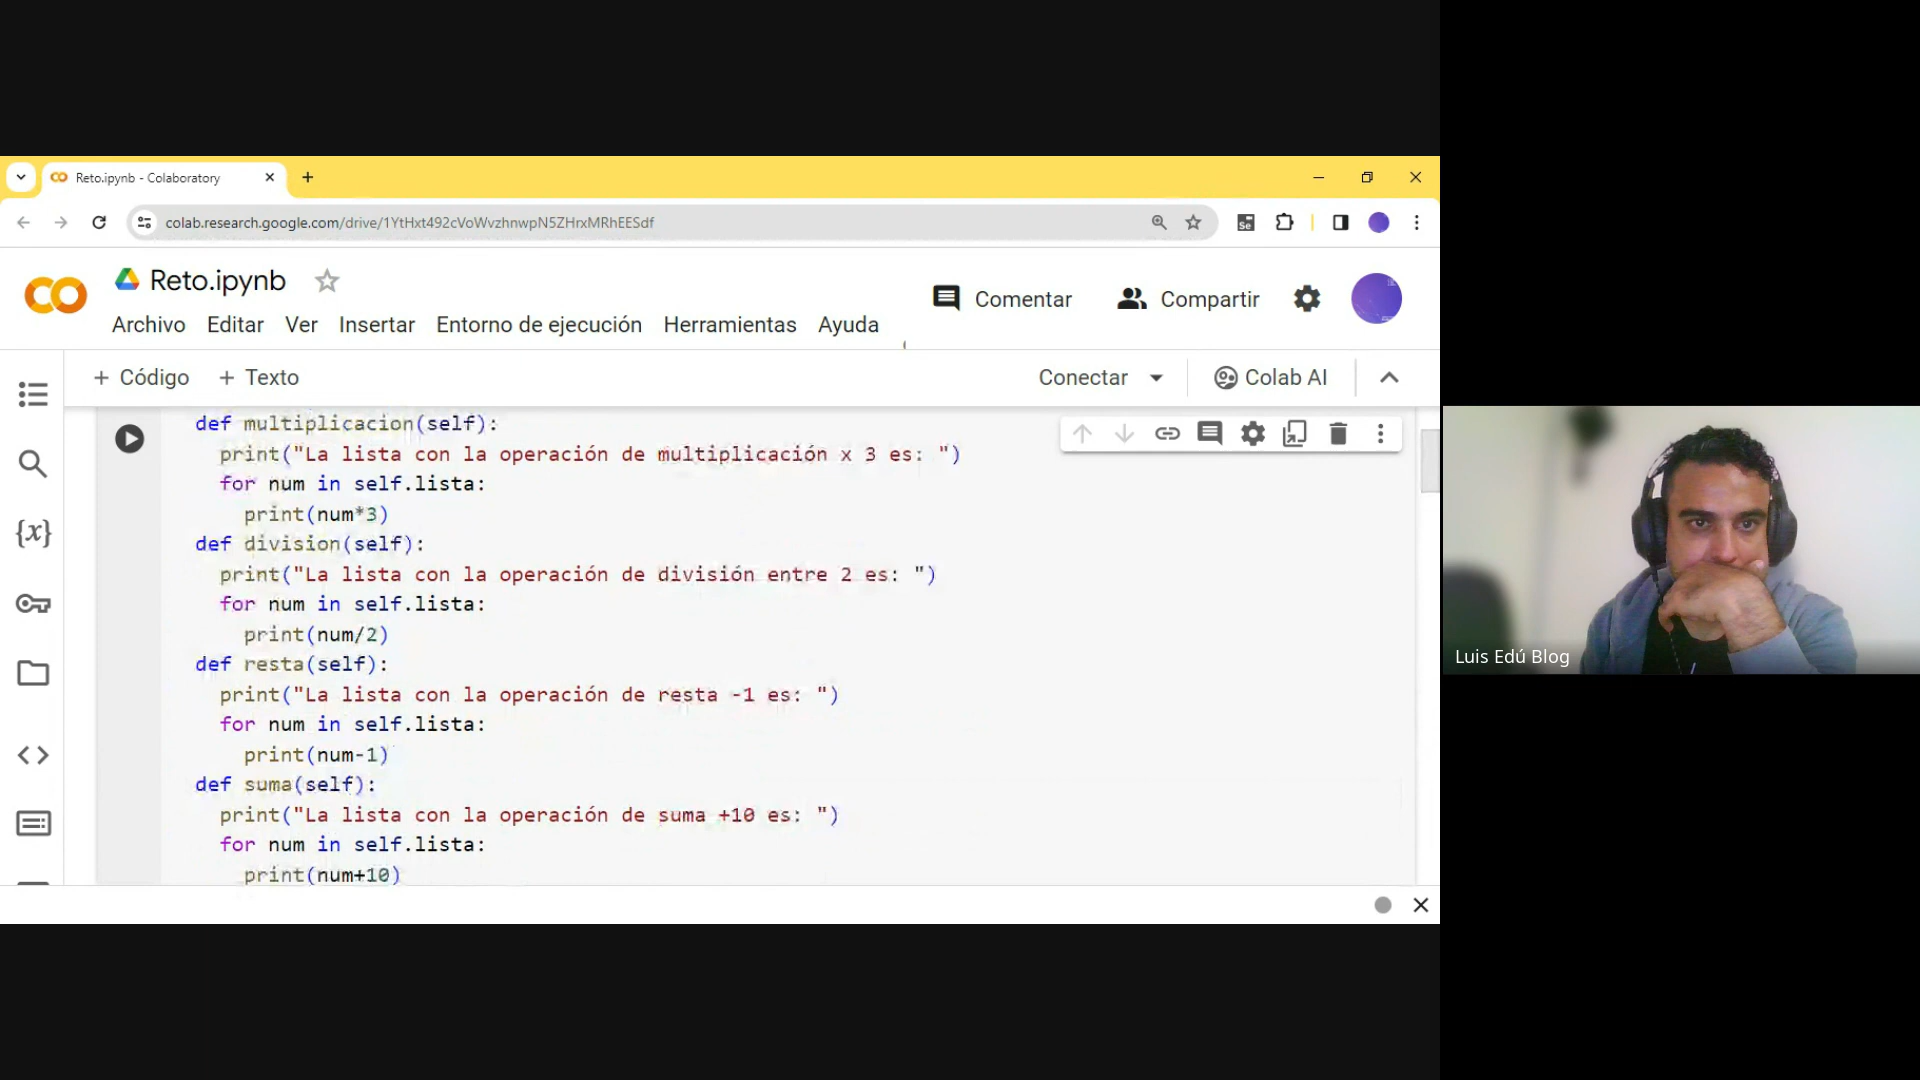 Reto.ipynb - Colaboratory
colab.research.google.com/drive/1YtHxt492cVoWvzhnwpN5ZHrxMRhEESdf
Se
Reto.ipynb
Comentar
Compartir
Archivo Editar Ver Insertar Entorno de ejecución Herramientas Ayuda
+ Código + Texto
Conectar
Colab AI
def multiplicacion(self):
print("La lista con la operación de multiplicación x 3 es: ")
for num in self.lista:
print(num*3)
def division(self):
print("La lista con la operación de división entre 2 es: ")
for num in self.lista:
print(num/2)
def resta(self):
print("La lista con la operación de resta -1 es: ")
for num in self.lista:
print(num-1)
def suma(self):
print("La lista con la operación de suma +10 es: ")
for num in self.lista:
print(num+10)
{x}
Luis Edú Blog